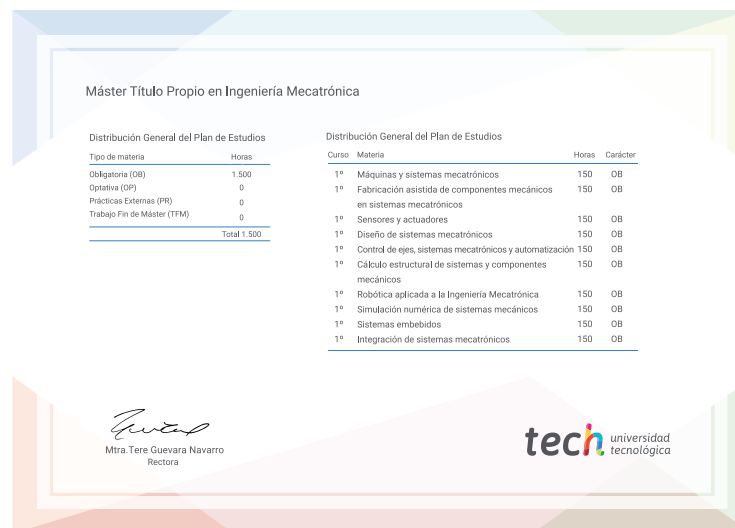 Máster Título Propio en Ingeniería Mecatrónica
Distribución General del Plan de Estudios
Tipo de materia Horas
Obligatoria (OB) 1.500
Optativa (OP) 0
Prácticas Externas (PR) 0
Trabajo Fin de Máster (TFM) 0
Total 1.500
Distribución General del Plan de Estudios
Curso Materia Horas Carácter
1º Máquinas y sistemas mecatrónicos 150 OB
1º Fabricación asistida de componentes mecánicos 150 OB
en sistemas mecatrónicos
1º Sensores y actuadores 150 OB
1º Diseño de sistemas mecatrónicos 150 OB
1º Control de ejes, sistemas mecatrónicos y automatización 150 OB
1º Cálculo estructural de sistemas y componentes 150 OB
mecánicos
1º Robótica aplicada a la Ingeniería Mecatrónica 150 OB
1º Simulación numérica de sistemas mecánicos 150 OB
1º Sistemas embebidos 150 OB
1º Integración de sistemas mecatrónicos 150 OB
Mtra.Tere Guevara Navarro
Rectora
tech universidad
tecnológica